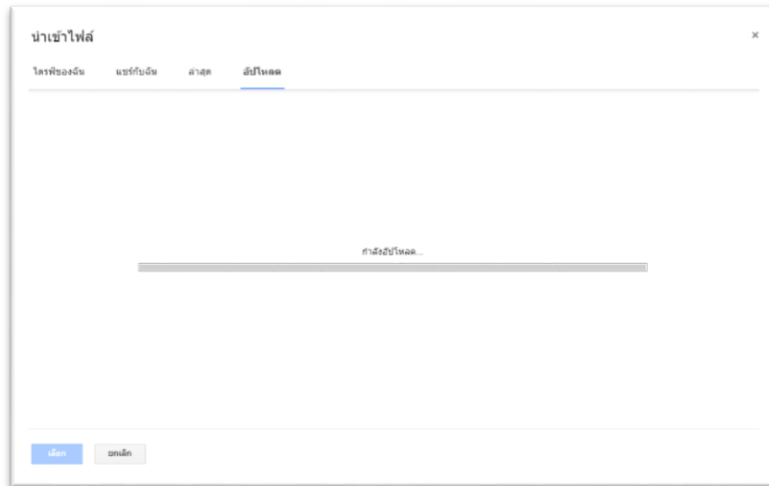 นำเข้าไฟล์ ×
ไดรฟ์ของฉัน แชร์กับฉัน ล่าสุด อัปโหลด
กำลังอัปโหลด...
เลือก ยกเลิก